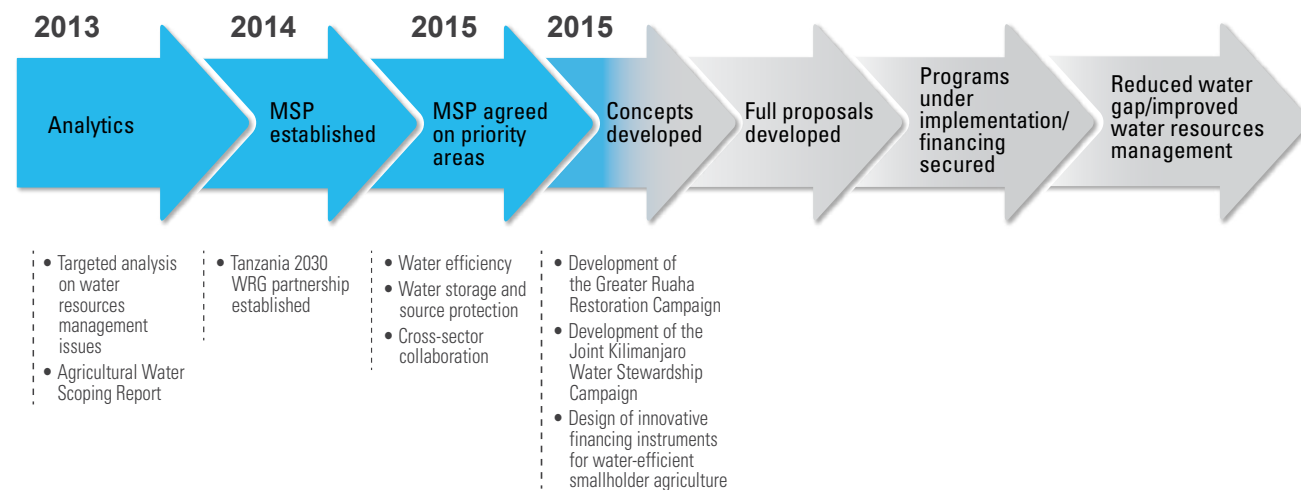 2013
2014
2015
2015
Analytics
MSP
established
MSP agreed
on priority
areas
Concepts
developed
Full proposals
developed
Programs
under
implementation/
financing
secured
Reduced water
gap/improved
water resources
management
• Targeted analysis
on water
resources
management
issues
• Agricultural Water
Scoping Report
• Tanzania 2030
WRG partnership
established
• Water efficiency
• Water storage and
source protection
• Cross-sector
collaboration
• Development of
the Greater Ruaha
Restoration Campaign
• Development of the
Joint Kilimanjaro
Water Stewardship
Campaign
• Design of innovative
financing instruments
for water-efficient
smallholder agriculture